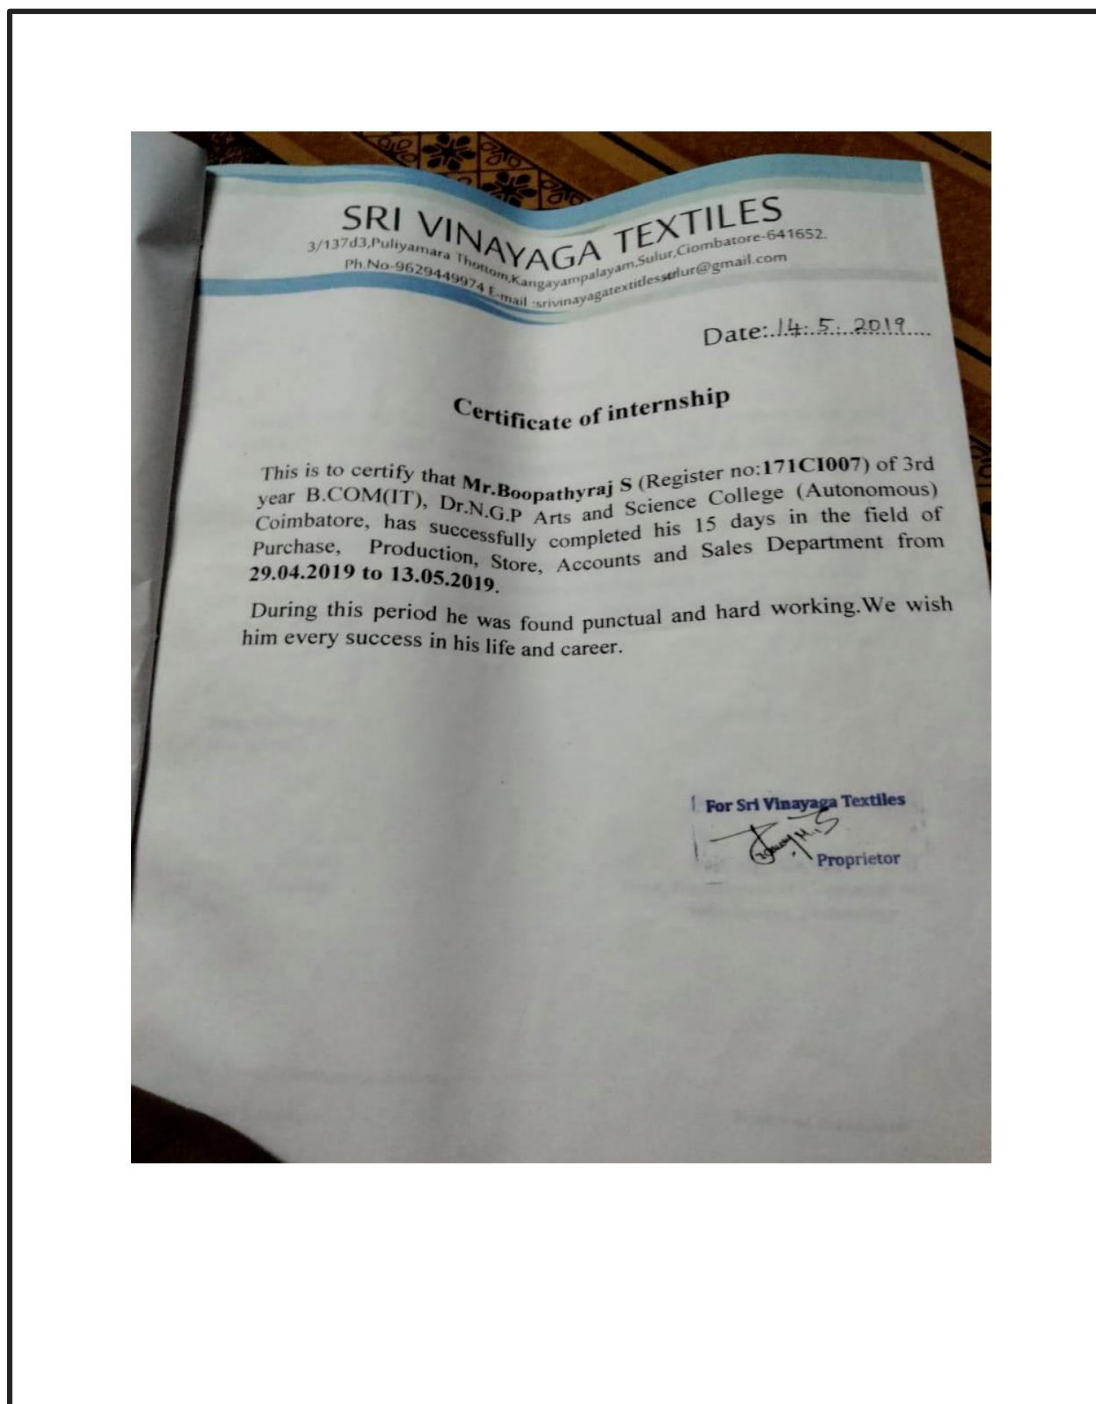 SRI VINAYAGA TEXTILES
3/137d3,Puliyamara Thottom,Kangayampalayam,Sulur,Ciombatore-641652.
Ph.No-9629449974 E-mail :srivinayagatextitlessulur@gmail.com
Date:.14.5.2019
Certificate of internship
This is to certify that Mr.Boopathyraj S (Register no:171CI007) of 3rd
year B.COM(IT), Dr.N.G.P Arts and Science College (Autonomous)
Coimbatore, has successfully completed his 15 days in the field of
Purchase, Production, Store, Accounts and Sales Department from
29.04.2019 to 13.05.2019.
During this period he was found punctual and hard working.We wish
him every success in his life and career.
For Sri Vinayaga Textiles
Proprietor